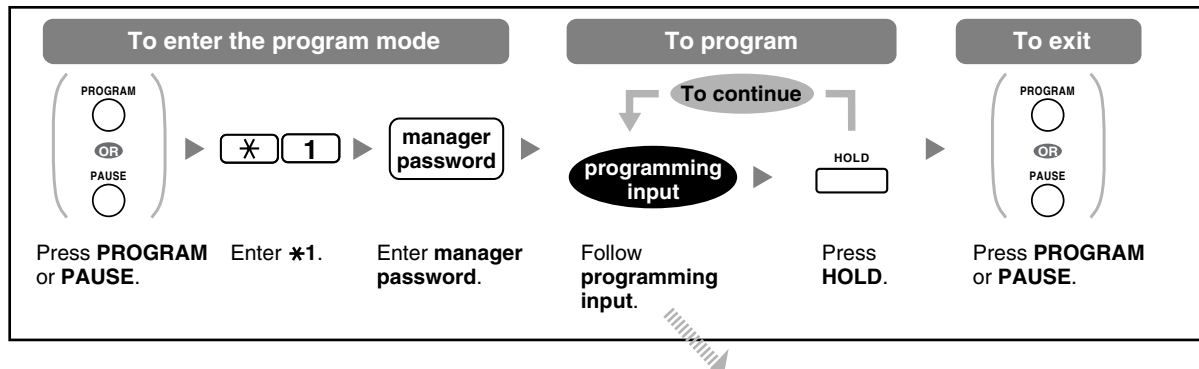 To enter the program mode
To program
To exit
PROGRAM
OR
PAUSE
* 1
manager
password
To continue
programming
input
HOLD
PROGRAM
OR
PAUSE
Press PROGRAM
or PAUSE.
Enter *1.
Enter manager
password.
Follow
programming
input.
Press
HOLD.
Press PROGRAM
or PAUSE.